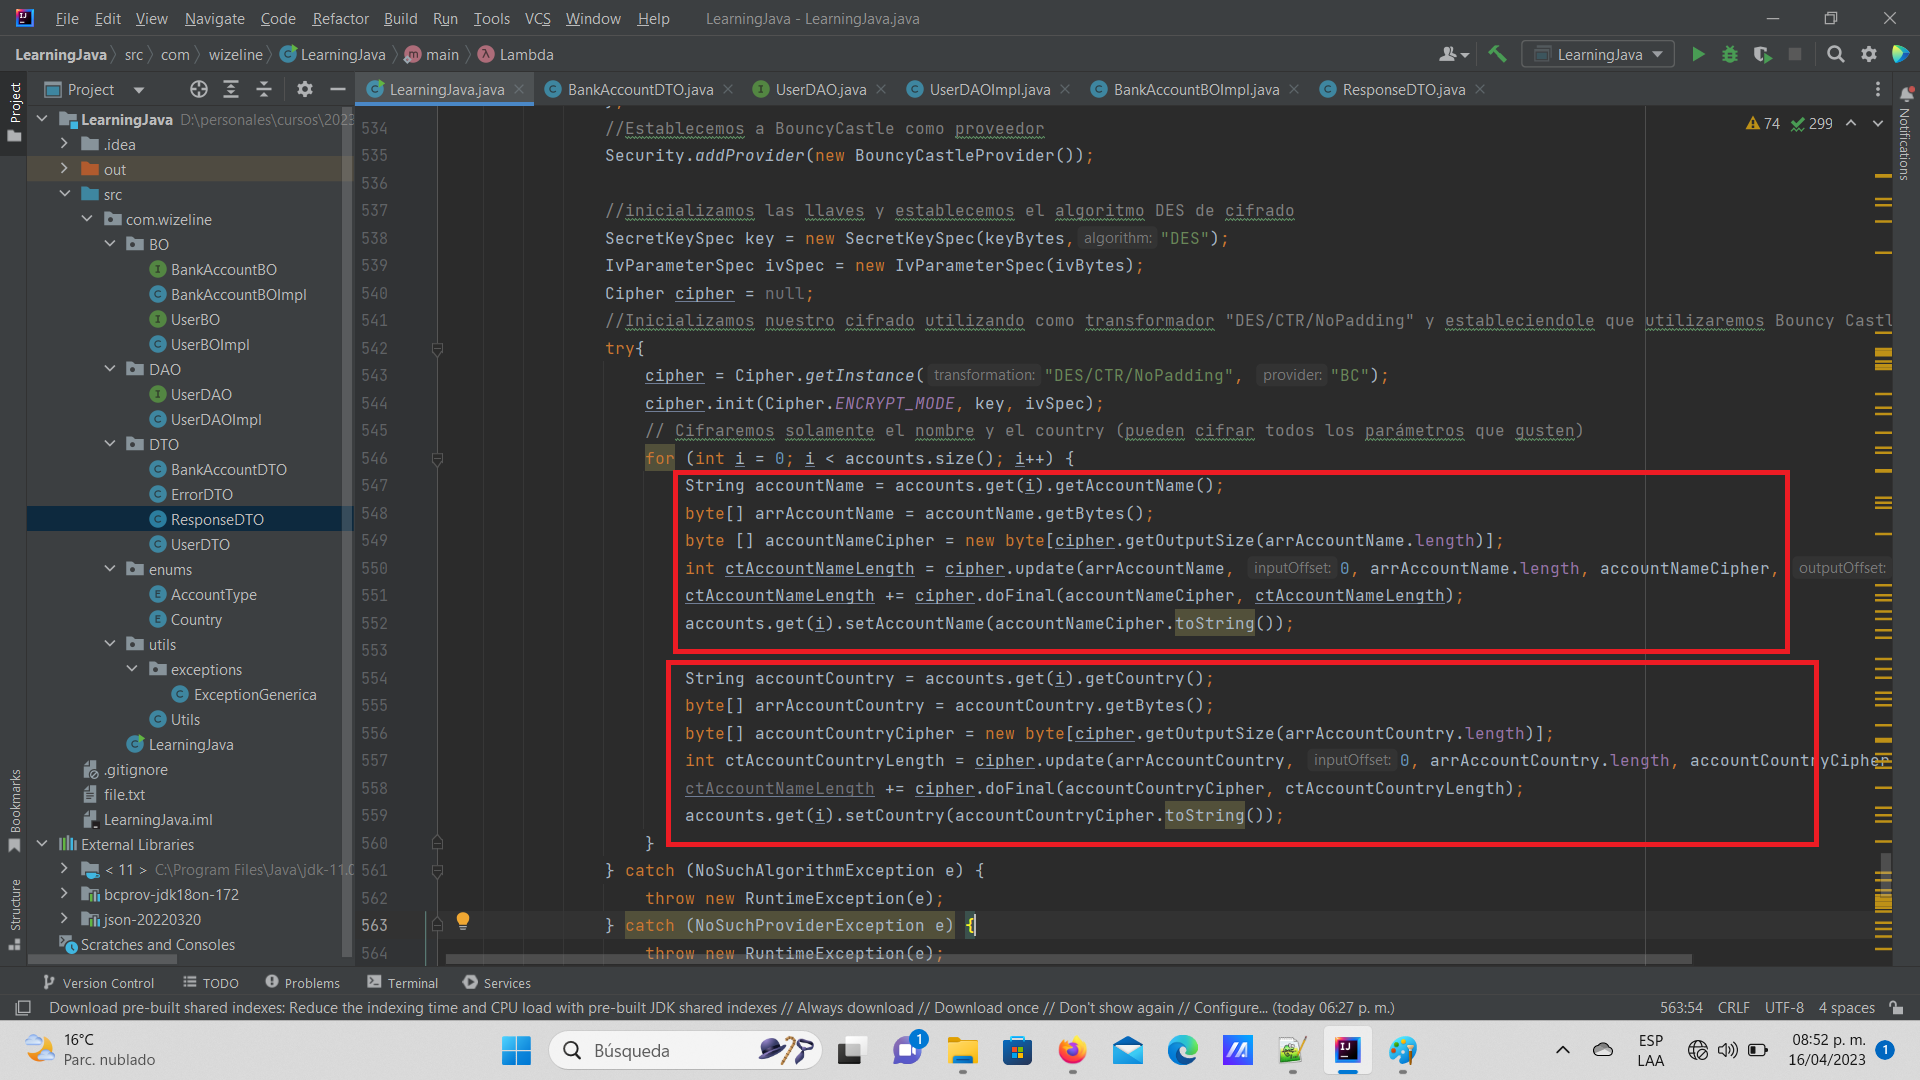 File Edit View Navigate Code Refactor Build Run Tools VCS Window Help LearningJava - LearningJava.java
LearningJava src com wizeline LearningJava main Lambda
LearningJava
Project
LearningJava.java BankAccountDTO.java UserDAO.java UserDAOImpl.java BankAccountBOImpl.java ResponseDTO.java
Project
Bookmarks
Structure
Notifications
LearningJava D:\personales\cursos\2023
.idea
out
src
com.wizeline
BO
BankAccountBO
BankAccountBOImpl
UserBO
UserBOImpl
DAO
UserDAO
UserDAOImpl
DTO
BankAccountDTO
ErrorDTO
ResponseDTO
UserDTO
enums
AccountType
Country
utils
exceptions
ExceptionGenerica
Utils
LearningJava
.gitignore
file.txt
LearningJava.iml
External Libraries
< 11 > C:\Program Files\Java\jdk-11.0
bcprov-jdk18on-172
json-20220320
Scratches and Consoles
74 299
534 //Establecemos a BouncyCastle como proveedor
535 Security.addProvider(new BouncyCastleProvider());
536
537 //inicializamos las llaves y establecemos el algoritmo DES de cifrado
538 SecretKeySpec key = new SecretKeySpec(keyBytes, algorithm: "DES");
539 IvParameterSpec ivSpec = new IvParameterSpec(ivBytes);
540 Cipher cipher = null;
541 //Inicializamos nuestro cifrado utilizando como transformador "DES/CTR/NoPadding" y estableciendole que utilizaremos Bouncy Castl
542 try{
543 cipher = Cipher.getInstance( transformation: "DES/CTR/NoPadding", provider: "BC");
544 cipher.init(Cipher.ENCRYPT_MODE, key, ivSpec);
545 // Cifraremos solamente el nombre y el country (pueden cifrar todos los parámetros que gusten)
546 for (int i = 0; i < accounts.size(); i++) {
547 String accountName = accounts.get(i).getAccountName();
548 byte[] arrAccountName = accountName.getBytes();
549 byte [] accountNameCipher = new byte[cipher.getOutputSize(arrAccountName.length)];
550 int ctAccountNameLength = cipher.update(arrAccountName, inputOffset: 0, arrAccountName.length, accountNameCipher, outputOffset:
551 ctAccountNameLength += cipher.doFinal(accountNameCipher, ctAccountNameLength);
552 accounts.get(i).setAccountName(accountNameCipher.toString());
553
554 String accountCountry = accounts.get(i).getCountry();
555 byte[] arrAccountCountry = accountCountry.getBytes();
556 byte[] accountCountryCipher = new byte[cipher.getOutputSize(arrAccountCountry.length)];
557 int ctAccountCountryLength = cipher.update(arrAccountCountry, inputOffset: 0, arrAccountCountry.length, accountCountryCipher
558 ctAccountNameLength += cipher.doFinal(accountCountryCipher, ctAccountCountryLength);
559 accounts.get(i).setCountry(accountCountryCipher.toString());
560 }
561 } catch (NoSuchAlgorithmException e) {
562 throw new RuntimeException(e);
563 } catch (NoSuchProviderException e) {
564 throw new RuntimeException(e);
Version Control TODO Problems Terminal Services
Download pre-built shared indexes: Reduce the indexing time and CPU load with pre-built JDK shared indexes // Always download // Download once // Don't show again // Configure... (today 06:27 p. m.) 563:54 CRLF UTF-8 4 spaces
16°C
Parc. nublado
Búsqueda
1
ESP
LAA
08:52 p. m.
16/04/2023
1